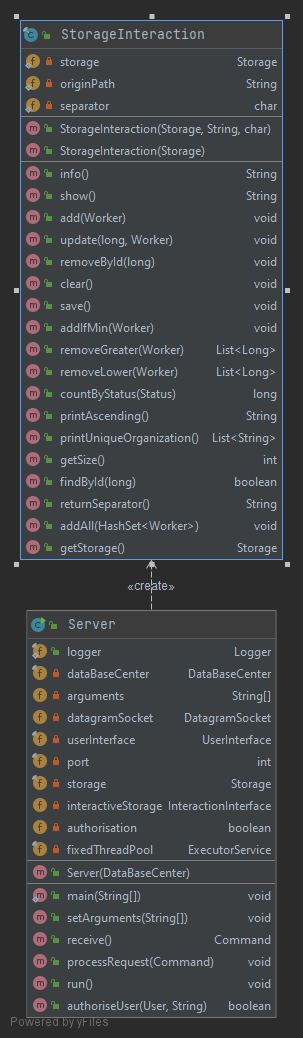 StorageInteraction
storage Storage
originPath String
separator char
StorageInteraction(Storage, String, char)
StorageInteraction(Storage)
info() String
show() String
add(Worker) void
update(long, Worker) void
removeById(long) void
clear() void
save() void
addIfMin(Worker) void
removeGreater(Worker) List<Long>
removeLower(Worker) List<Long>
countByStatus(Status) long
printAscending() String
printUniqueOrganization() List<String>
getSize() int
findById(long) boolean
returnSeparator() String
addAll(HashSet<Worker>) void
getStorage() Storage
«create»
Server
logger Logger
dataBaseCenter DataBaseCenter
arguments String[]
datagramSocket DatagramSocket
userInterface UserInterface
port int
storage Storage
interactiveStorage InteractionInterface
authorisation boolean
fixedThreadPool ExecutorService
Server(DataBaseCenter)
main(String[]) void
setArguments(String[]) void
receive() Command
processRequest(Command) void
run() void
authoriseUser(User, String) boolean
Powered by yFiles